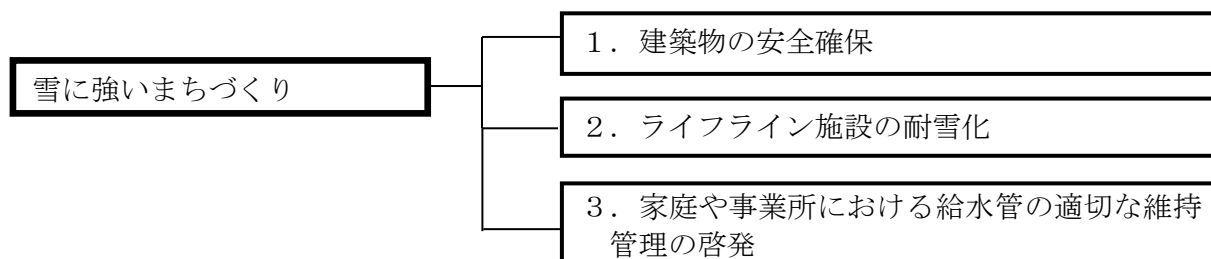 雪に強いまちづくり
１．建築物の安全確保
２．ライフライン施設の耐雪化
３．家庭や事業所における給水管の適切な維持
管理の啓発